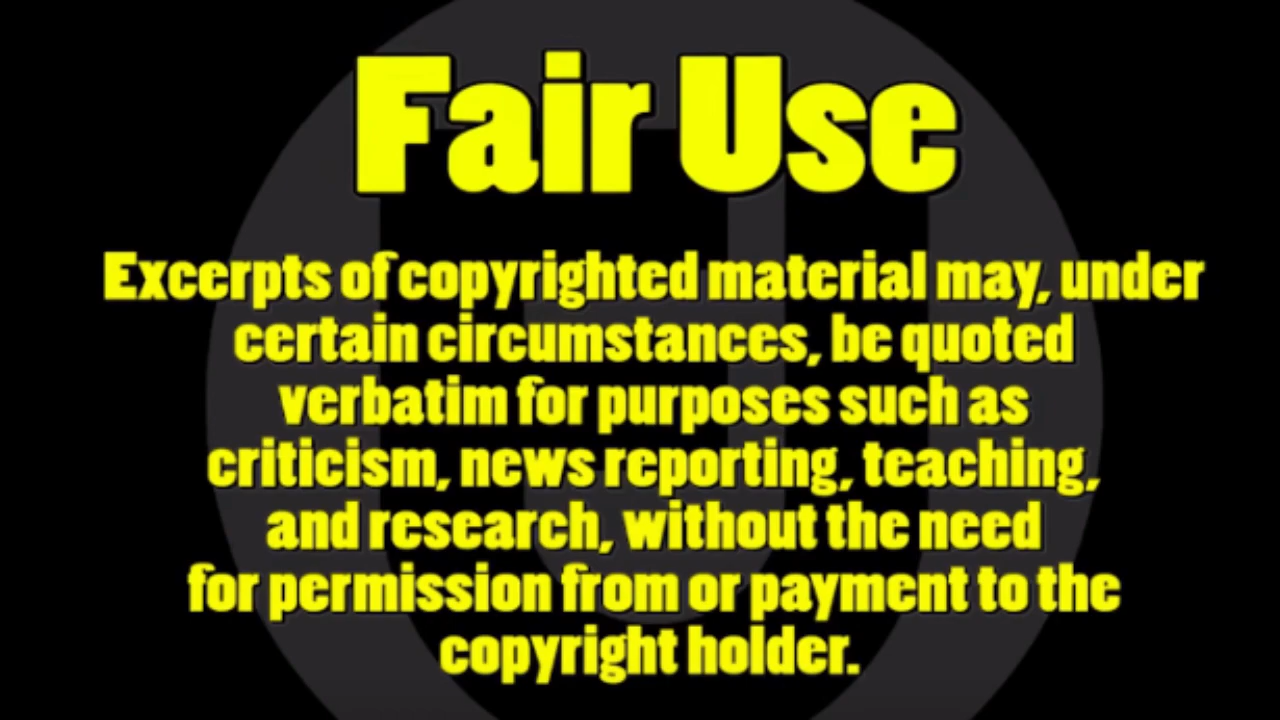 Fair Use
Excerpts of copyrighted material may, under
certain circumstances, be quoted
verbatim for purposes such as
criticism, news reporting, teaching,
and research, without the need
for permission from or payment to the
copyright holder.